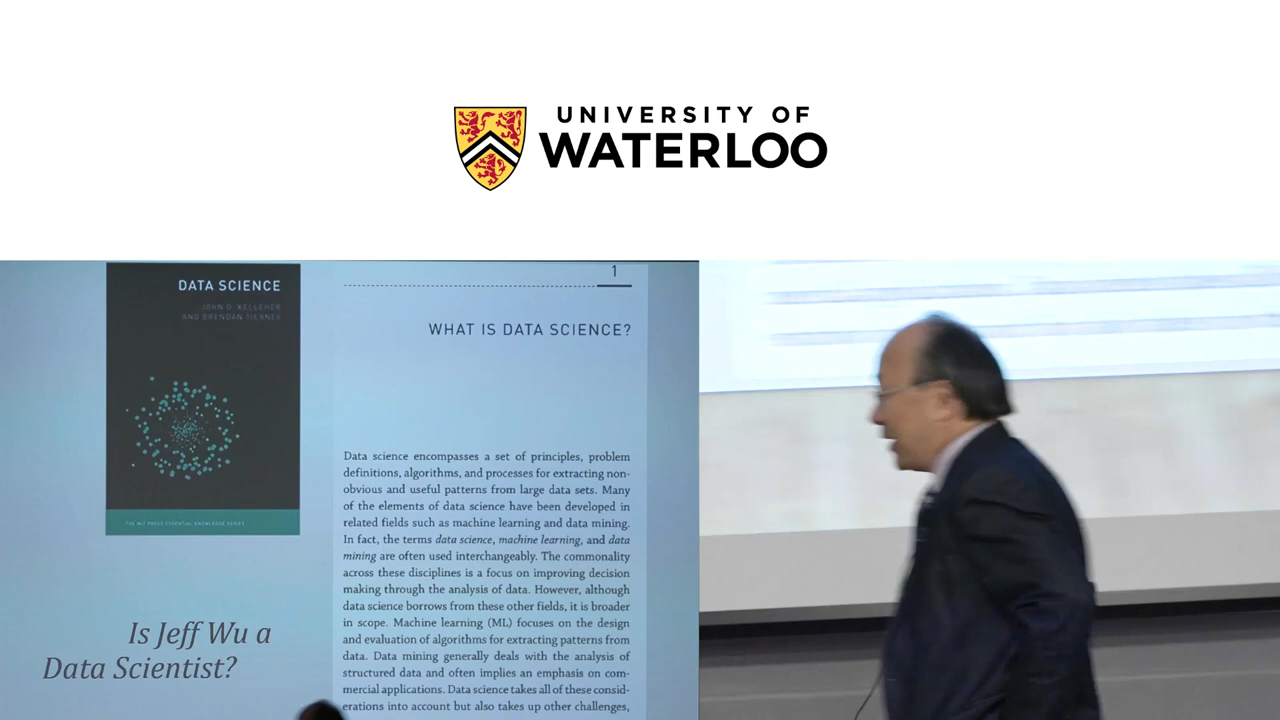 UNIVERSITY OF
WATERLOO
DATA SCIENCE
JOHN D. KELLEHER
AND BRENDAN TIERNEY
THE MIT PRESS ESSENTIAL KNOWLEDGE SERIES
Is Jeff Wu a
Data Scientist?
1
WHAT IS DATA SCIENCE?
Data science encompasses a set of principles, problem
definitions, algorithms, and processes for extracting non-
obvious and useful patterns from large data sets. Many
of the elements of data science have been developed in
related fields such as machine learning and data mining.
In fact, the terms data science, machine learning, and data
mining are often used interchangeably. The commonality
across these disciplines is a focus on improving decision
making through the analysis of data. However, although
data science borrows from these other fields, it is broader
in scope. Machine learning (ML) focuses on the design
and evaluation of algorithms for extracting patterns from
data. Data mining generally deals with the analysis of
structured data and often implies an emphasis on com-
mercial applications. Data science takes all of these consid-
erations into account but also takes up other challenges,